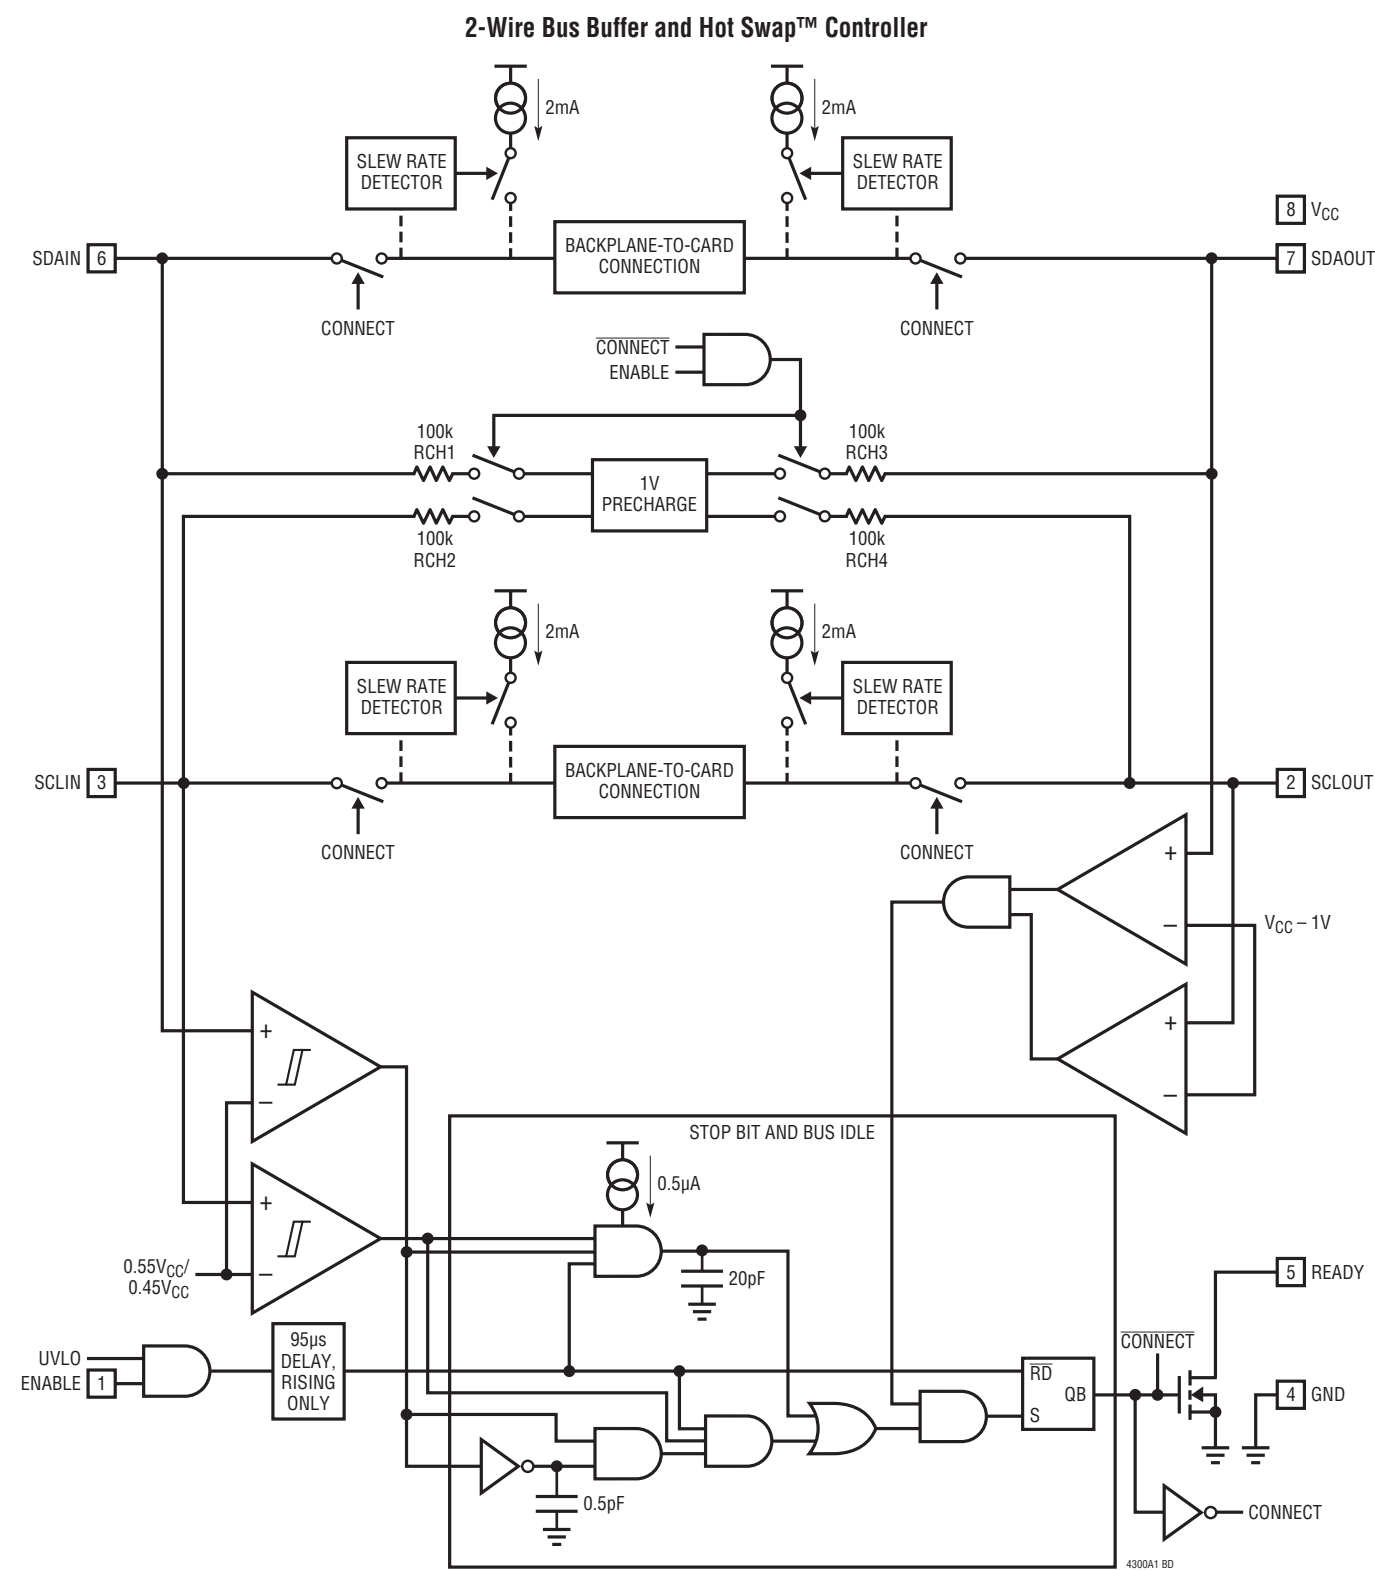 2-Wire Bus Buffer and Hot Swap™ Controller
2mA
2mA
SLEW RATE
DETECTOR
SLEW RATE
DETECTOR
8 VCC
SDAIN 6
BACKPLANE-TO-CARD
CONNECTION
7 SDAOUT
CONNECT
CONNECT
CONNECT
ENABLE
100k
RCH1
100k
RCH3
1V
PRECHARGE
100k
RCH2
100k
RCH4
2mA
2mA
SLEW RATE
DETECTOR
SLEW RATE
DETECTOR
SCLIN 3
BACKPLANE-TO-CARD
CONNECTION
2 SCLOUT
CONNECT
CONNECT
+
–
VCC – 1V
+
–
+
–
STOP BIT AND BUS IDLE
0.5µA
+
–
0.55VCC/
0.45VCC
20pF
5 READY
UVLO
ENABLE 1
95µs
DELAY,
RISING
ONLY
CONNECT
RD
QB
S
4 GND
0.5pF
CONNECT
4300A1 BD